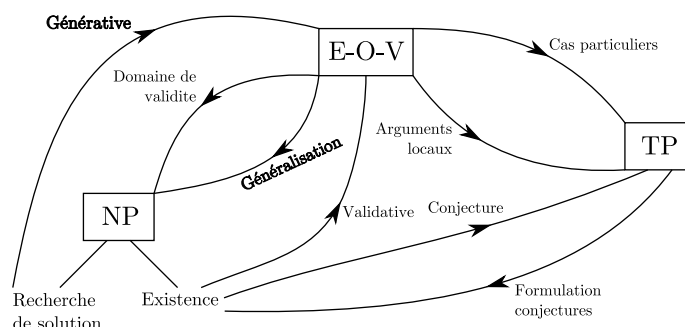 Générative
E-O-V
Cas particuliers
Domaine de
validite
Arguments
locaux
TP
Généralisation
NP
Validative
Conjecture
Recherche
de solution
Existence
Formulation
conjectures